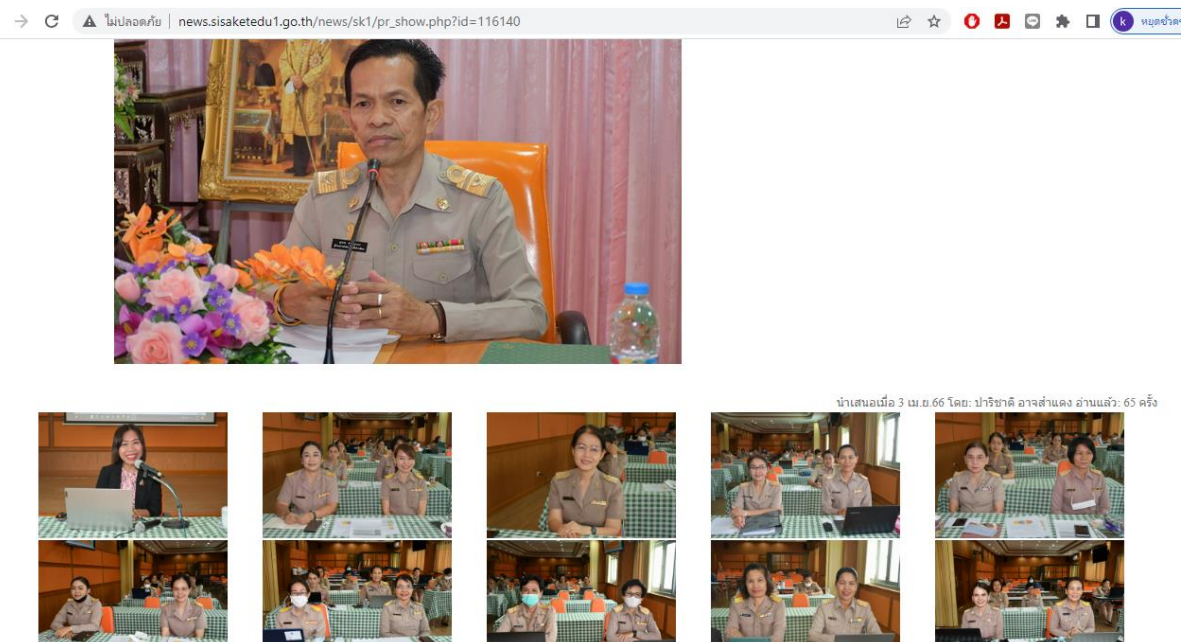 ไม่ปลอดภัย | news.sisaketedu1.go.th/news/sk1/pr_show.php?id=116140
k
นำเสนอเมื่อ 3 เม.ย.66 โดย: ปาริชาติ อาจสำแดง อ่านแล้ว: 65 ครั้ง